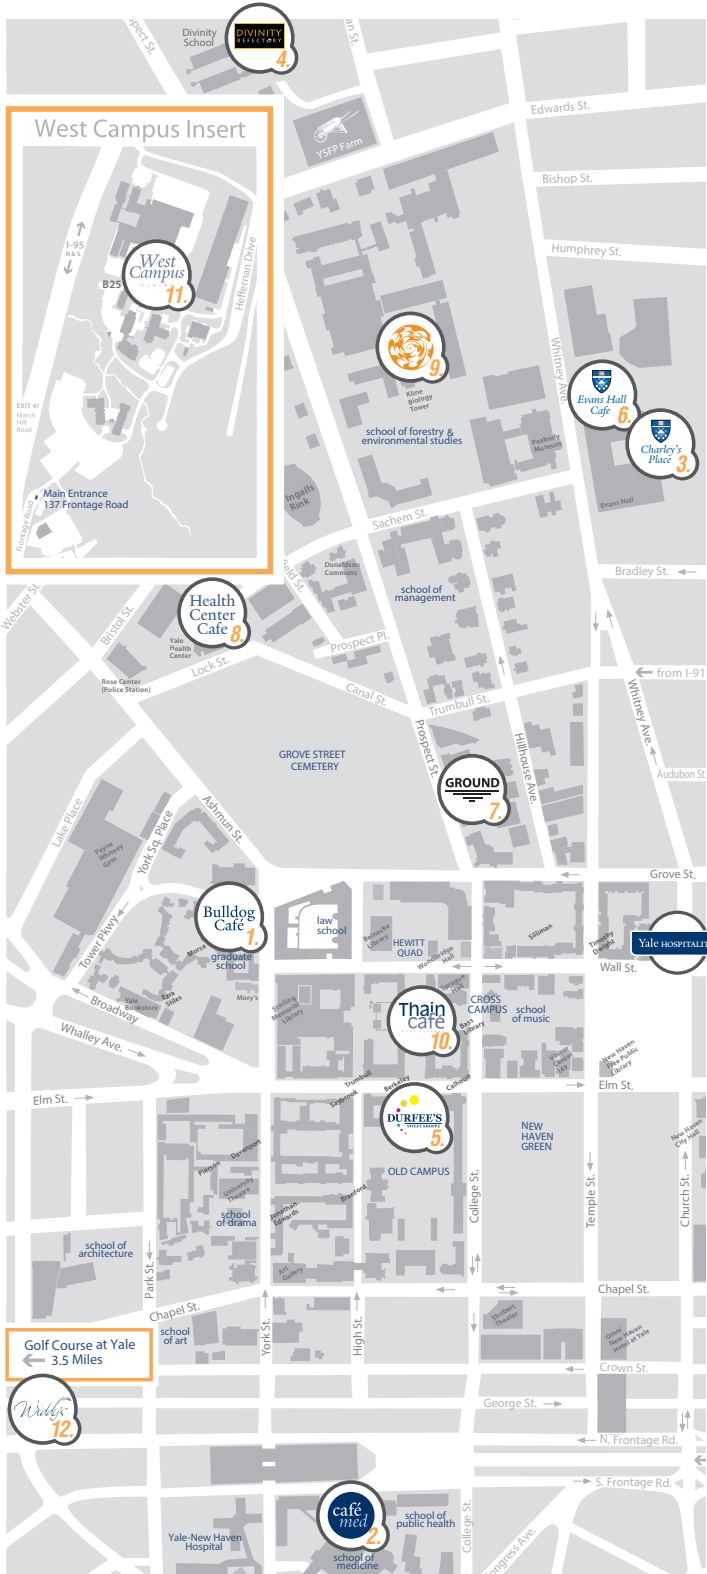 Divinity
School
DIVINITY
REFECTORY
4.
YSFP Farm
Edwards St.
West Campus Insert
Bishop St.
Humphrey St.
I-95
N & S
B25
West
Campus
DINING
11.
Heffernan Drive
Whitney Ave.
9.
Kline
Biology
Tower
Evans Hall
Cafe
6.
Charley's
Place
3.
EXIT 41
Marsh
Hill
Road
school of forestry &
environmental studies
Peabody
Museum
Main Entrance
137 Frontage Road
Frontage Road
Ingalls
Rink
Evans Hall
Sachem St.
Donaldson
Commons
Bradley St.
school of
management
Webster St.
Bristol St.
Health
Center
Cafe
8.
Yale
Health
Center
Prospect Pl.
Lock St.
Rose Center
(Police Station)
from I-91
Canal St.
Trumbull St.
Whitney Ave.
Prospect St.
Hillhouse Ave.
GROVE STREET
CEMETERY
GROUND
7.
Audubon St.
Lake Place
York Sq. Place
Ashmun St.
Payne
Whitney
Gym
Grove St.
Bulldog
Café
1.
law
school
Beinecke
Library
HEWITT
QUAD
Woodbridge
Hall
Silliman
Timothy
Dwight
Yale HOSPITALIT
Tower Pkwy
Morse
graduate
school
Wall St.
Broadway
Yale
Bookstore
Ezra
Stiles
Mory's
Sterling
Memorial
Library
Sprague
Hall
CROSS
CAMPUS
Thain
café
10.
Bass
Library
school
of music
Whalley Ave.
Visitor
Center
149
New Haven
Free Public
Library
Trumbull
Saybrook
Berkeley
Calhoun
Elm St.
Elm St.
DURFEE'S
SWEET SHOPPE
5.
NEW
HAVEN
GREEN
New Haven
City Hall
Pierson
Davenport
University
Theatre
OLD CAMPUS
Branford
Jonathan
Edwards
school
of drama
College St.
Temple St.
Church St.
school of
architecture
Park St.
Art
Gallery
Chapel St.
Chapel St.
York St.
High St.
Shubert
Theater
Omni
New Haven
Hotel at Yale
school
of art
Golf Course at Yale
3.5 Miles
Crown St.
Widdy's
12.
George St.
N. Frontage Rd.
S. Frontage Rd.
café
med
2.
school of
public health
College St.
Yale-New Haven
Hospital
school of
medicine